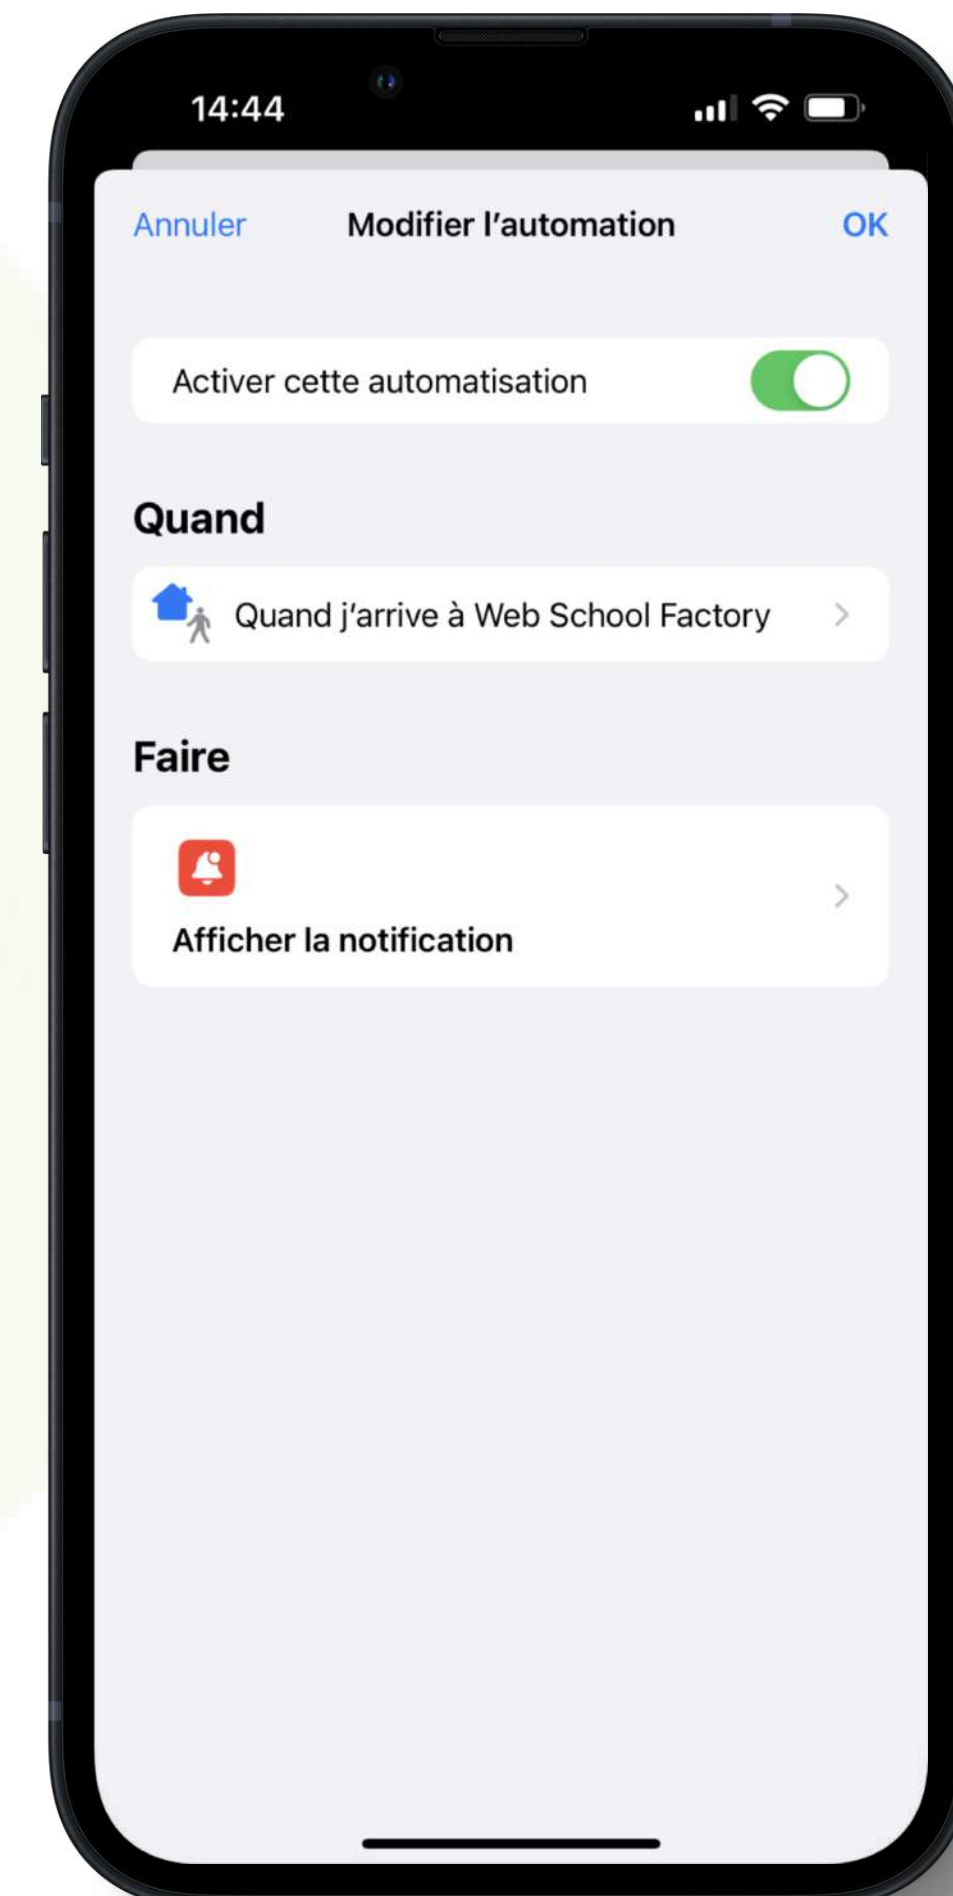 14:44
Annuler Modifier l’automation OK
Activer cette automatisation
Quand
Quand j’arrive à Web School Factory
Faire
Afficher la notification